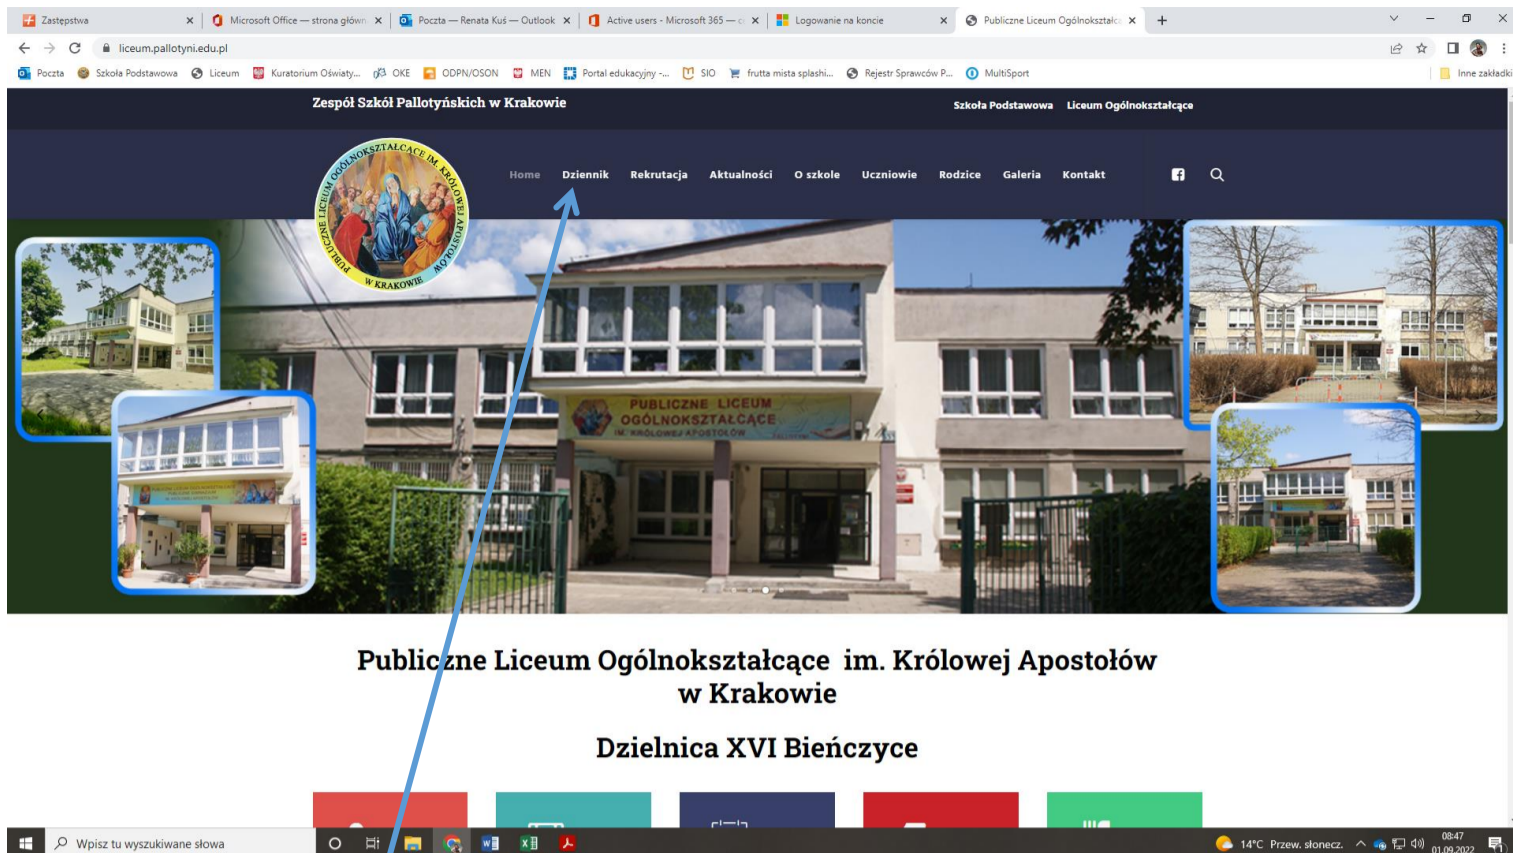 Zastępstwa
Microsoft Office — strona główn
Poczta — Renata Kuś — Outlook
Active users - Microsoft 365 —
Logowanie na koncie
Publiczne Liceum Ogólnokształc
liceum.pallotyni.edu.pl
Poczta Szkoła Podstawowa Liceum Kuratorium Oświaty... OKE ODPN/OSON MEN Portal edukacyjny -... SIO frutta mista splashi... Rejestr Sprawców P... MultiSport Inne zakładki
Zespół Szkół Pallotyńskich w Krakowie
Szkoła Podstawowa Liceum Ogólnokształcące
Home Dziennik Rekrutacja Aktualności O szkole Uczniowie Rodzice Galeria Kontakt
PUBLICZNE LICEUM OGÓLNOKSZTAŁCĄCE IM. KRÓLOWEJ APOSTOŁÓW
W KRAKOWIE
PUBLICZNE LICEUM
OGÓLNOKSZTAŁCĄCE
IM. KRÓLOWEJ APOSTOŁÓW
Publiczne Liceum Ogólnokształcące im. Królowej Apostołów
w Krakowie
Dzielnica XVI Bieńczyce
Wpisz tu wyszukiwane słowa
14°C Przew. słonecz.
08:47
01.09.2022